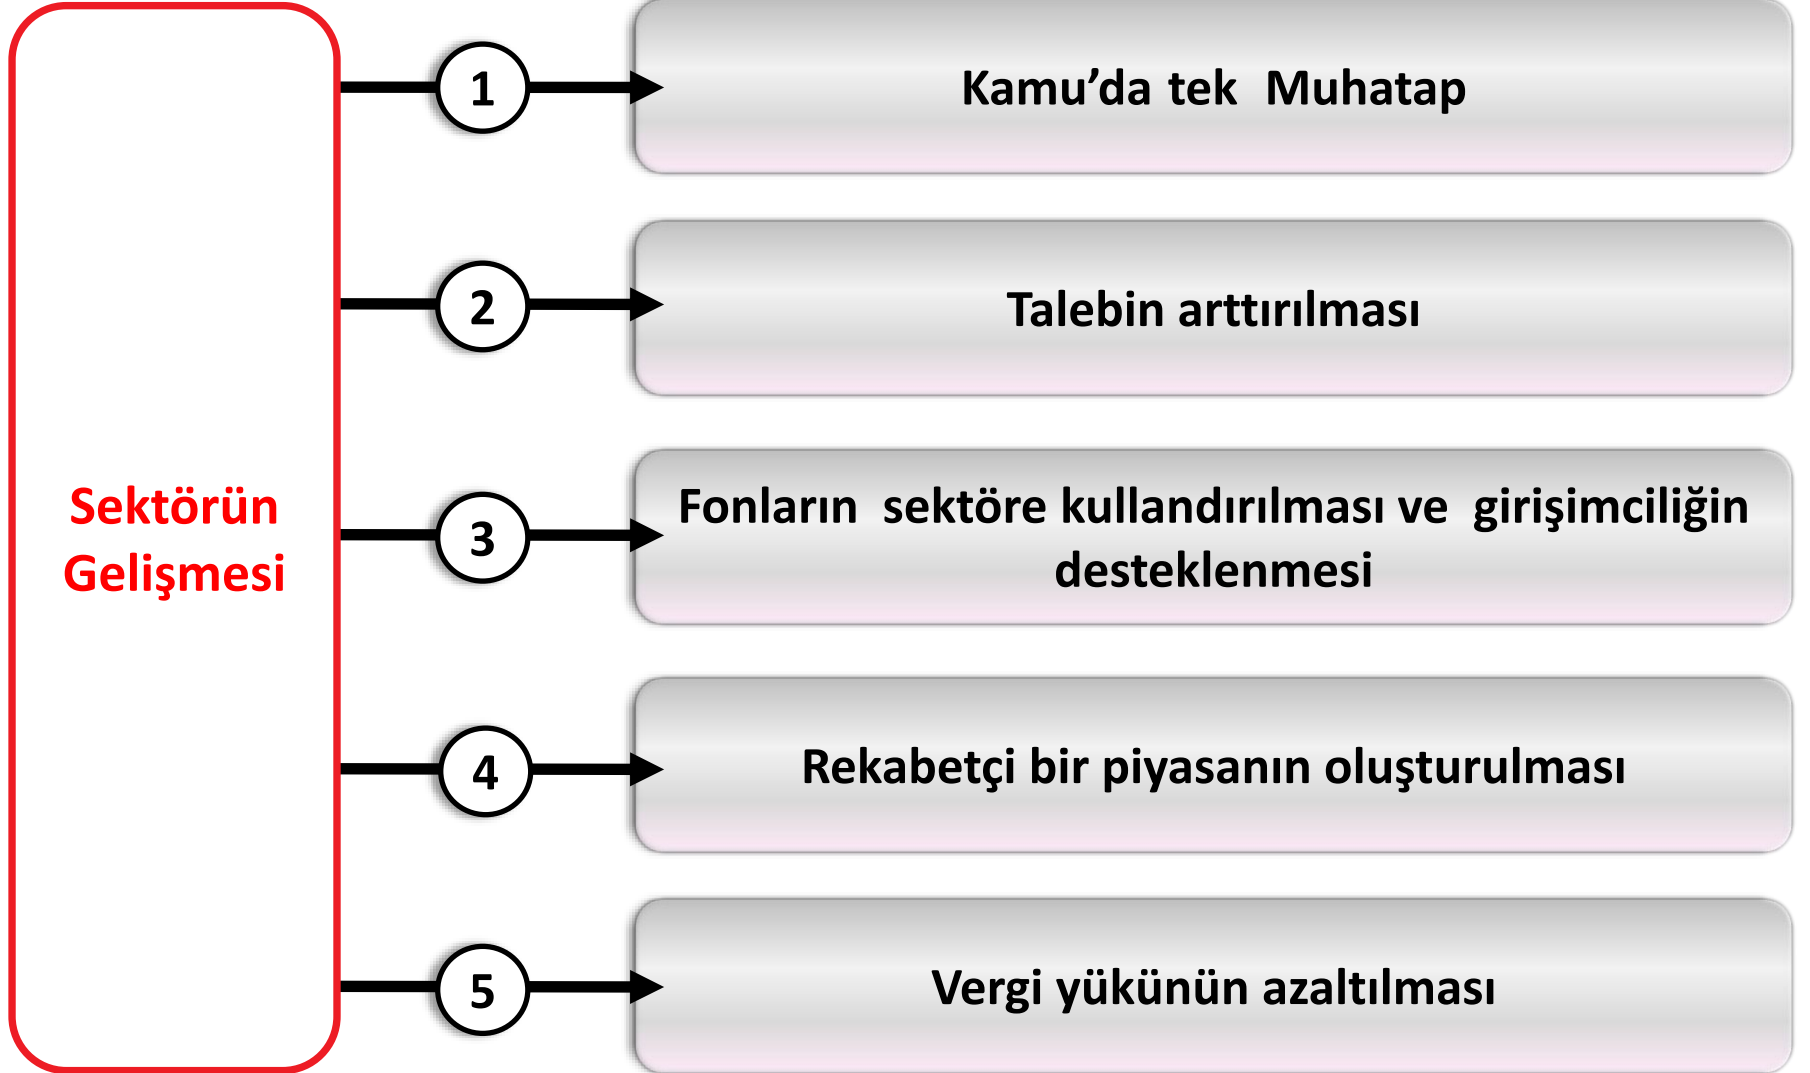 Sektörün
Gelişmesi
1
Kamu’da tek  Muhatap
2
Talebin arttırılması
3
Fonların  sektöre kullandırılması ve  girişimciliğin
desteklenmesi
4
Rekabetçi bir piyasanın oluşturulması
5
Vergi yükünün azaltılması